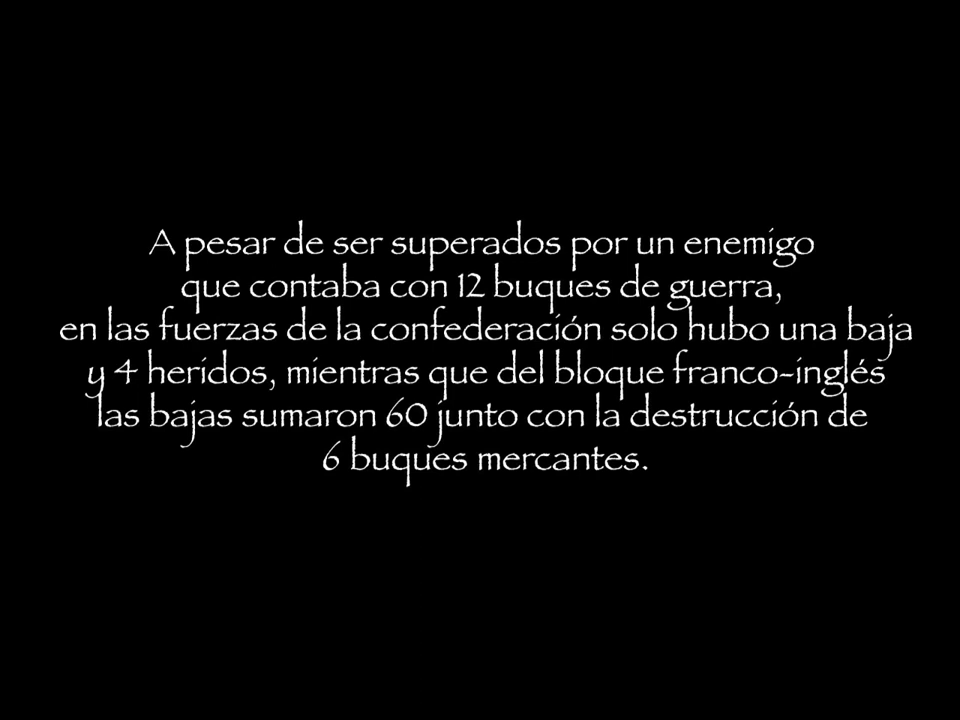 A pesar de ser superados por un enemigo
que contaba con 12 buques de guerra,
en las fuerzas de la confederación solo hubo una baja
y 4 heridos, mientras que del bloque franco-inglés
las bajas sumaron 60 junto con la destrucción de
6 buques mercantes.